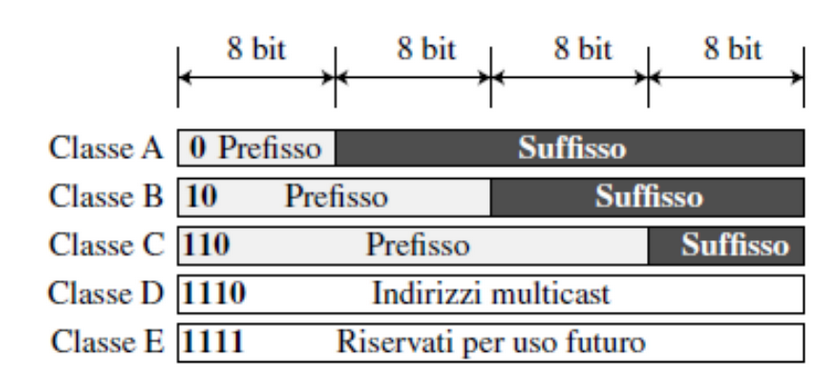 8 bit 8 bit 8 bit 8 bit
Classe A 0 Prefisso Suffisso
Classe B 10 Prefisso Suffisso
Classe C 110 Prefisso Suffisso
Classe D 1110 Indirizzi multicast
Classe E 1111 Riservati per uso futuro